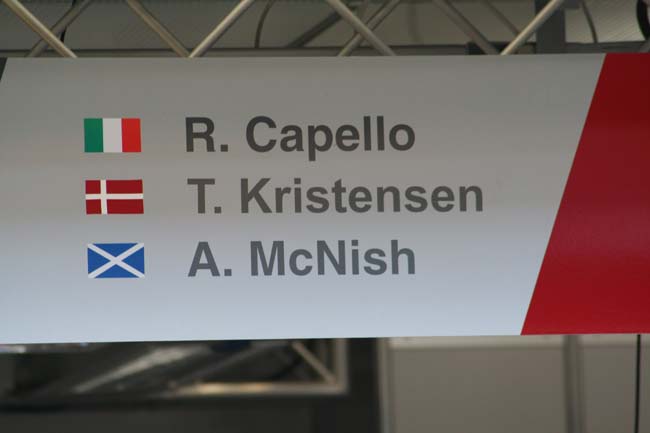 R. Capello
T. Kristensen
A. McNish